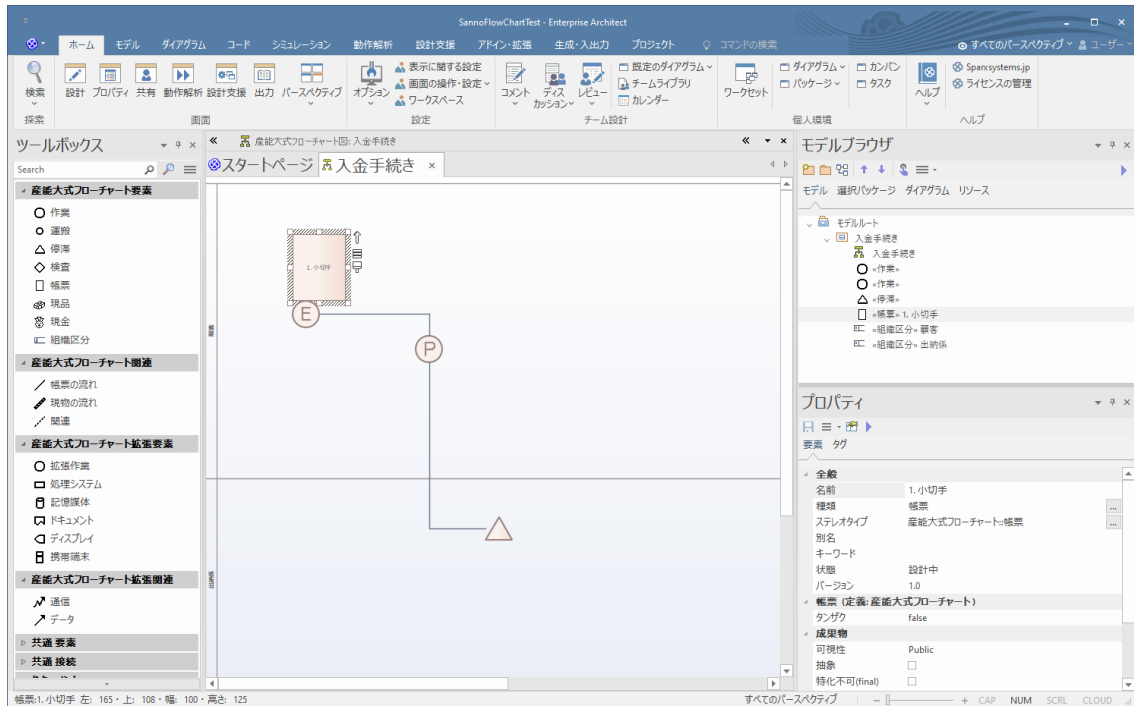 SannoFlowChartTest - Enterprise Architect
ホーム モデル ダイアグラム コード シミュレーション 動作解析 設計支援 アドイン・拡張 生成・入出力 プロジェクト コマンドの検索 すべてのパースペクティブ ユーザー
検索 設計 プロパティ 共有 動作解析 設計支援 出力 パースペクティブ オプション
表示に関する設定
画面の操作・設定
ワークスペース
コメント ディスカッション レビュー
既定のダイアグラム
チームライブラリ
カレンダー
ワークセット
ダイアグラム カンバン
パッケージ タスク
ヘルプ
Sparxsystems.jp
ライセンスの管理
探索 画面 設定 チーム設計 個人環境 ヘルプ
ツールボックス
Search
産能大式フローチャート要素
作業
運搬
停滞
検査
帳票
現品
現金
組織区分
産能大式フローチャート関連
帳票の流れ
現物の流れ
関連
産能大式フローチャート拡張要素
拡張作業
処理システム
記憶媒体
ドキュメント
ディスプレイ
携帯端末
産能大式フローチャート拡張関連
通信
データ
共通 要素
共通 接続
産能大式フローチャート図: 入金手続き
スタートページ 入金手続き ×
1. 小切手
E
P
モデルブラウザ
モデル 選択パッケージ ダイアグラム リソース
モデルルート
入金手続き
入金手続き
«作業»
«作業»
«停滞»
«帳票» 1. 小切手
«組織区分» 顧客
«組織区分» 出納係
プロパティ
要素 タグ
全般
名前 1. 小切手
種類 帳票
ステレオタイプ 産能大式フローチャート::帳票
別名
キーワード
状態 設計中
バージョン 1.0
帳票 (定義: 産能大式フローチャート)
タンザク false
成果物
可視性 Public
抽象
特化不可(final)
帳票:1. 小切手 左: 165・上: 108・幅: 100・高さ: 125
すべてのパースペクティブ CAP NUM SCRL CLOUD